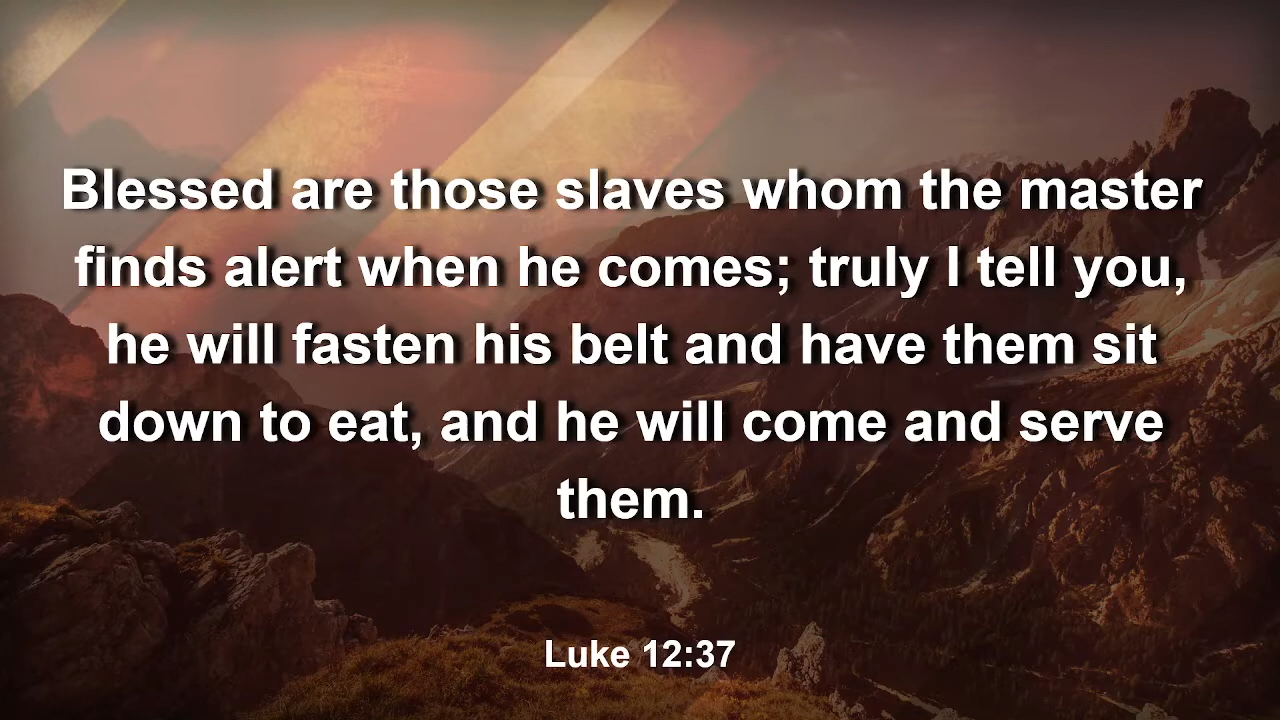 Blessed are those slaves whom the master
finds alert when he comes; truly I tell you,
he will fasten his belt and have them sit
down to eat, and he will come and serve
them.
Luke 12:37